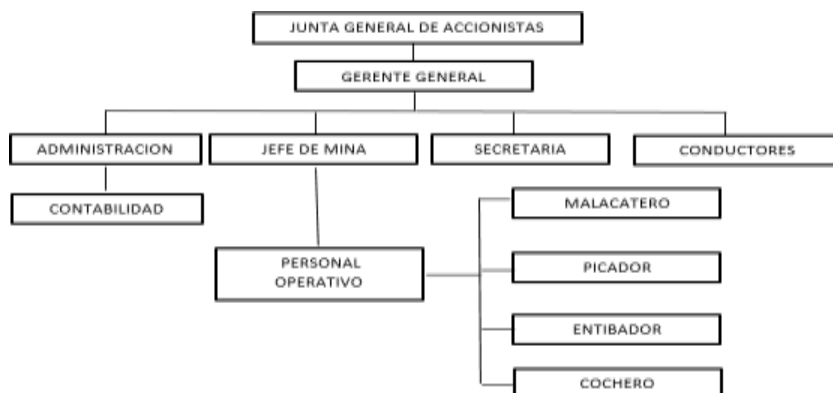 JUNTA GENERAL DE ACCIONISTAS
GERENTE GENERAL
ADMINISTRACION
JEFE DE MINA
SECRETARIA
CONDUCTORES
CONTABILIDAD
PERSONAL
OPERATIVO
MALACATERO
PICADOR
ENTIBADOR
COCHERO